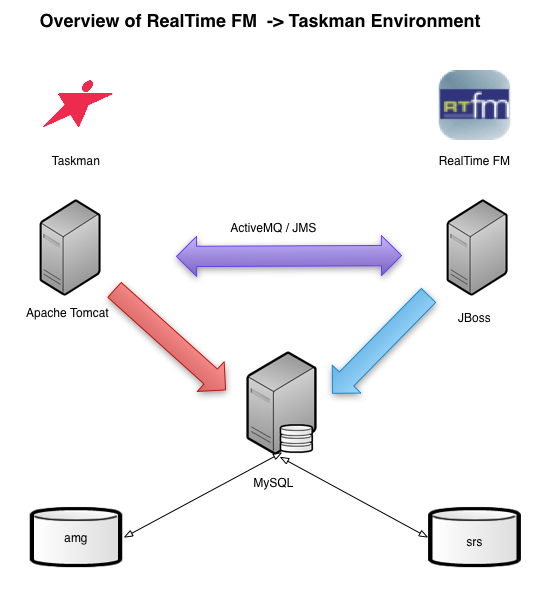 Overview of RealTime FM -> Taskman Environment
RTfm
Taskman
RealTime FM
ActiveMQ / JMS
Apache Tomcat
JBoss
MySQL
amg
srs